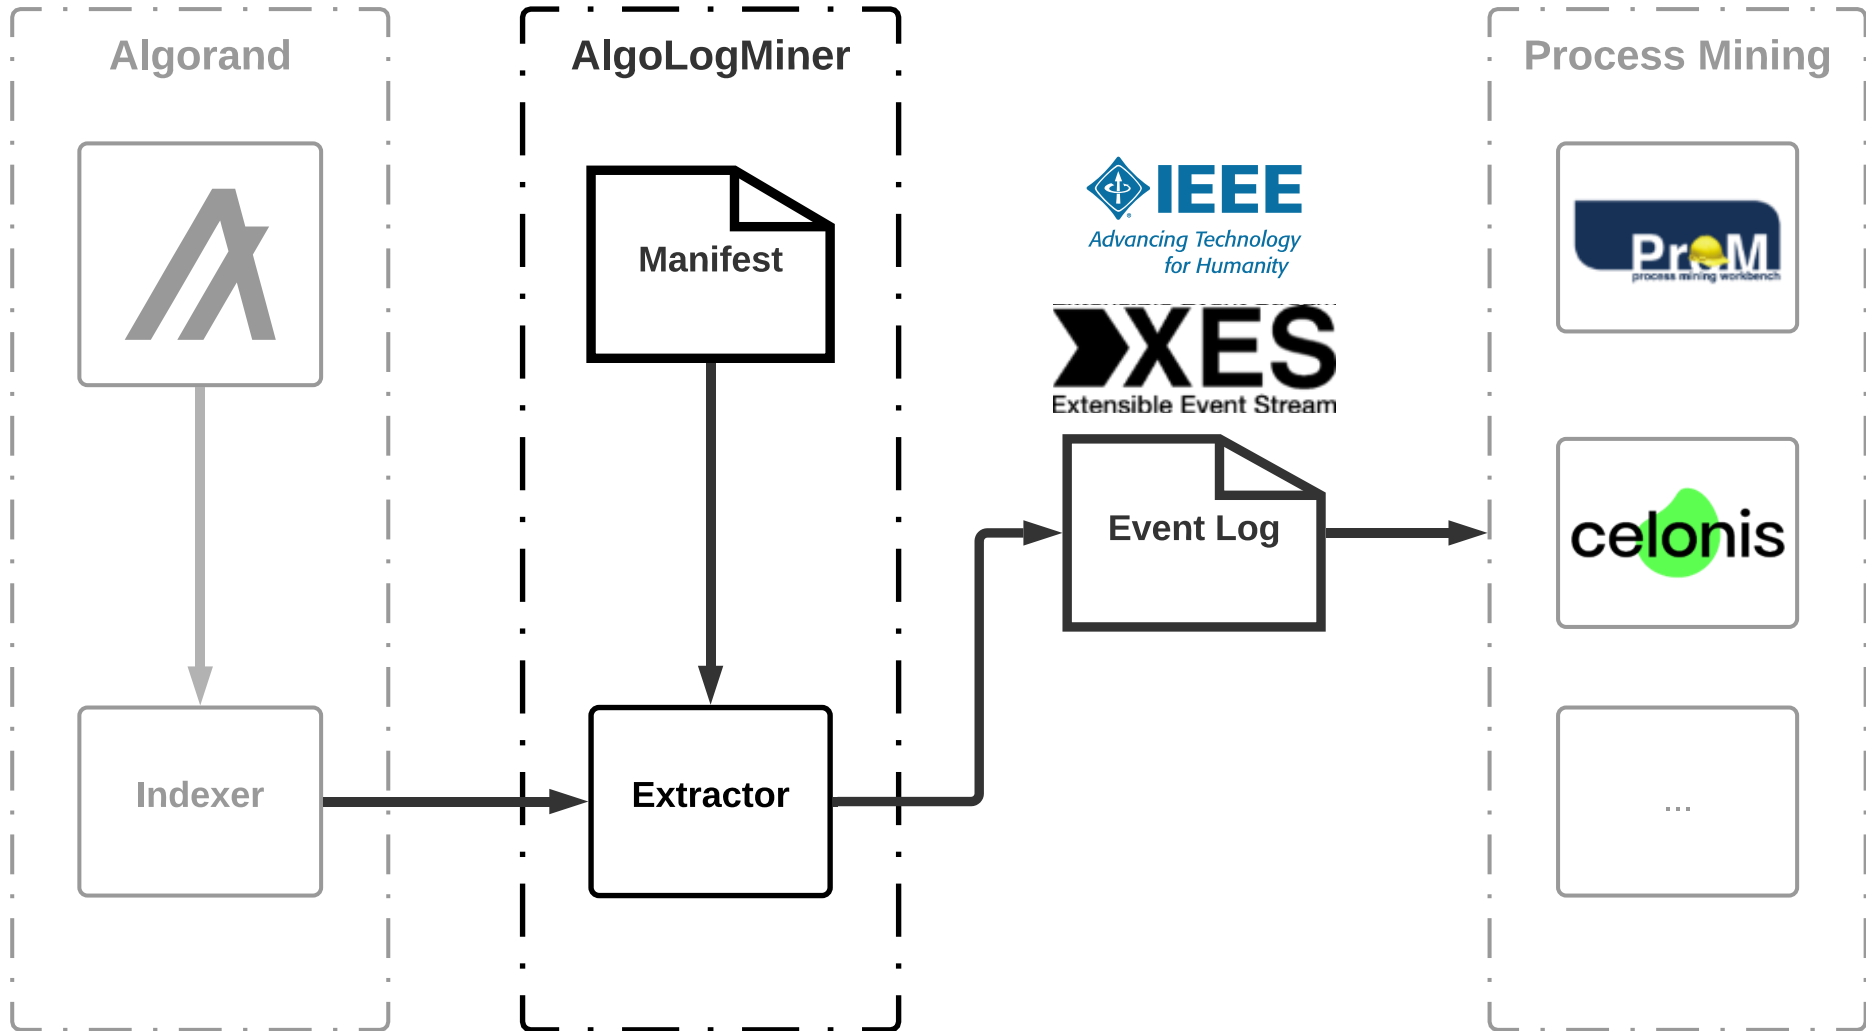 Algorand
AlgoLogMiner
Process Mining
Manifest
IEEE
®
Advancing Technology
for Humanity
ProM
process mining workbench
XES
Extensible Event Stream
Event Log
celonis
Indexer
Extractor
...